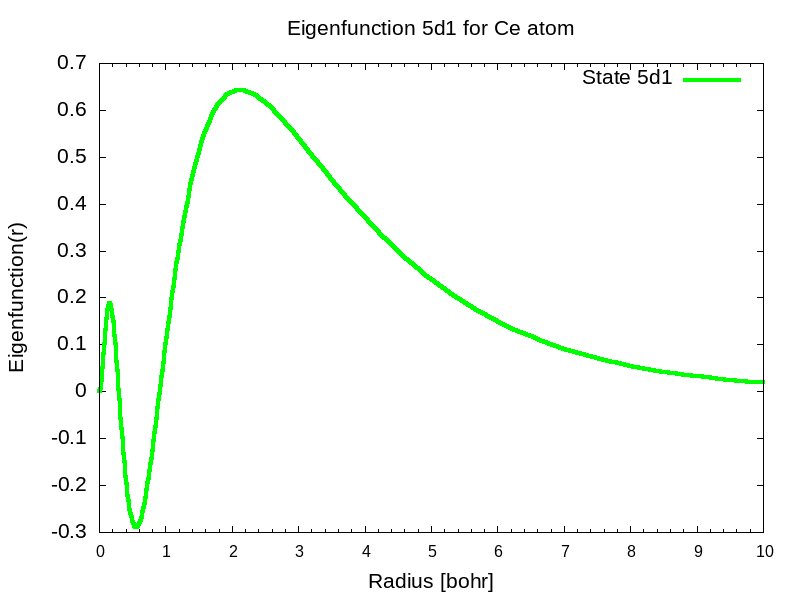 Eigenfunction 5d1 for Ce atom
State 5d1
0.7
0.6
0.5
0.4
0.3
0.2
0.1
0
-0.1
-0.2
-0.3
Eigenfunction(r)
0 1 2 3 4 5 6 7 8 9 10
Radius [bohr]